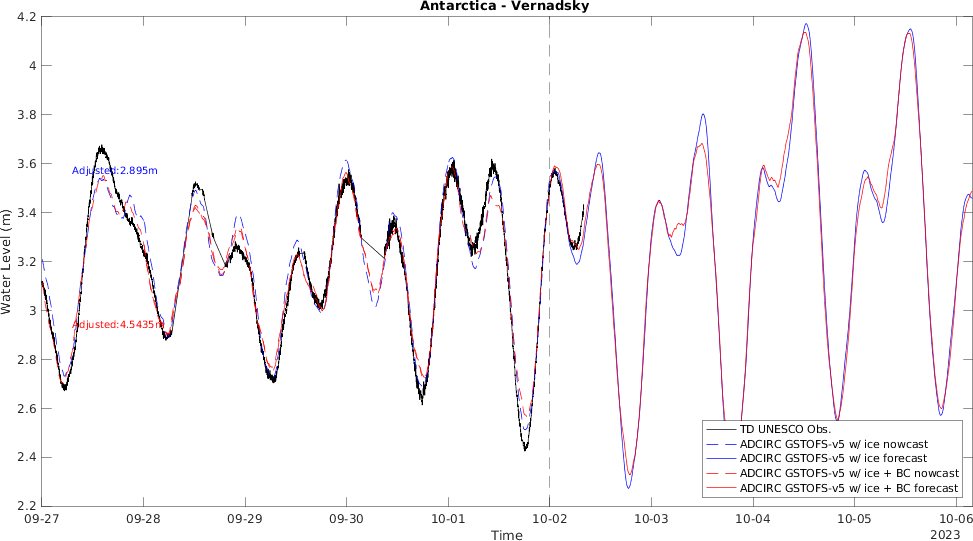 Antarctica - Vernadsky
4.2
4
3.8
3.6
3.4
3.2
3
2.8
2.6
2.4
2.2
Water Level (m)
Adjusted:2.895m
Adjusted:4.5435m
TD UNESCO Obs.
ADCIRC GSTOFS-v5 w/ ice nowcast
ADCIRC GSTOFS-v5 w/ ice forecast
ADCIRC GSTOFS-v5 w/ ice + BC nowcast
ADCIRC GSTOFS-v5 w/ ice + BC forecast
09-27 09-28 09-29 09-30 10-01 10-02 10-03 10-04 10-05 10-06
Time
2023